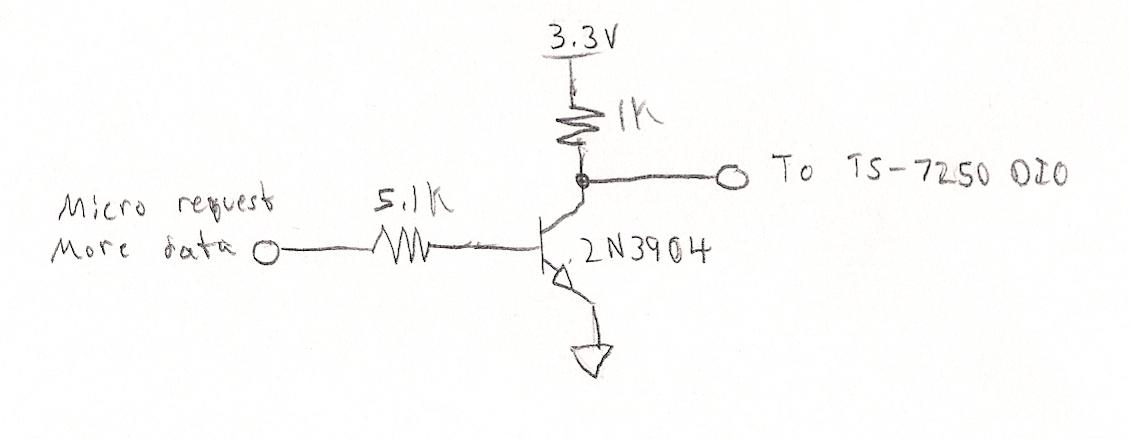 3.3V
1K
To TS-7250 DIO
Micro request
More data
5.1K
2N3904